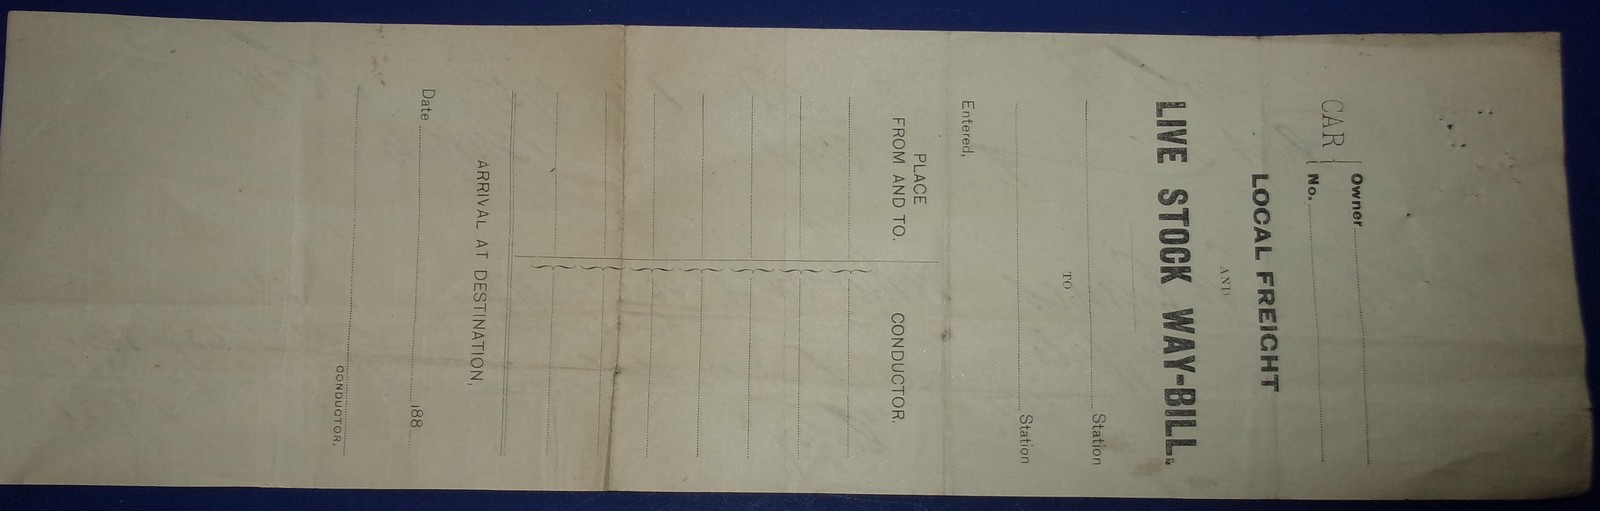 CAR { Owner
No.
LOCAL FREIGHT
AND
LIVE STOCK WAY-BILL.
Station
TO
Station
Entered,
PLACE
FROM AND TO. CONDUCTOR.
ARRIVAL AT DESTINATION,
Date 188
CONDUCTOR.